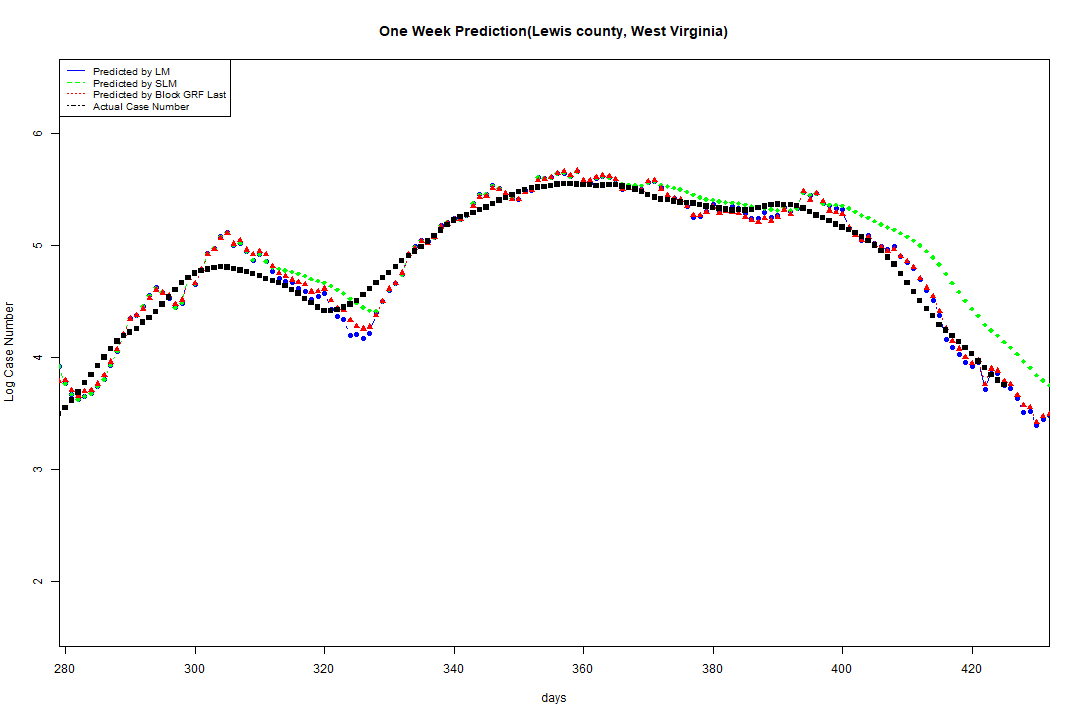 One Week Prediction(Lewis county, West Virginia)
Predicted by LM
Predicted by SLM
Predicted by Block GRF Last
Actual Case Number
6
5
4
3
2
Log Case Number
280 300 320 340 360 380 400 420
days